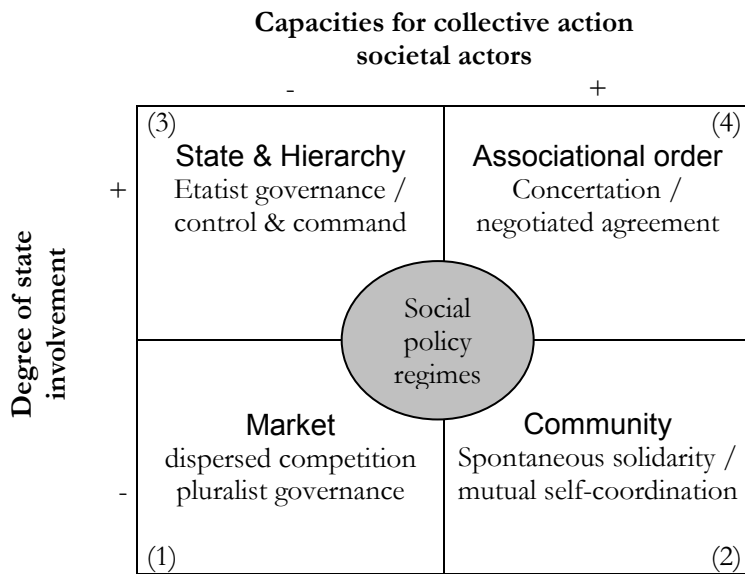 Capacities for collective action
societal actors
- +
(3) (4)
State & Hierarchy
Etatist governance /
control & command
Associational order
Concertation /
negotiated agreement
+
Degree of state
involvement
Social
policy
regimes
Market
dispersed competition
pluralist governance
Community
Spontaneous solidarity /
mutual self-coordination
-
(1) (2)